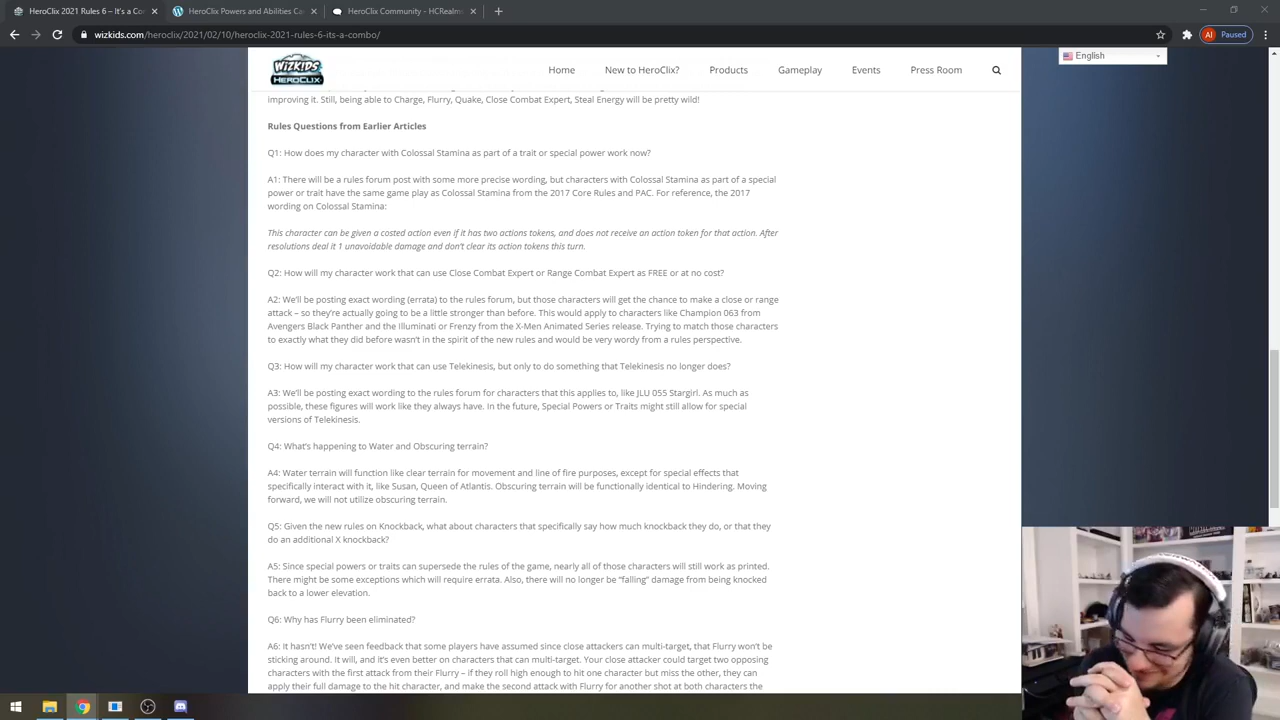 HeroClix 2021 Rules 6 – It's a Co
HeroClix Powers and Abilities Ca
HeroClix Community - HCRealm
wizkids.com/heroclix/2021/02/10/heroclix-2021-rules-6-its-a-combo/
AI Paused
WIZKIDS
HEROCLIX
Home New to HeroClix? Products Gameplay Events Press Room
English
improving it. Still, being able to Charge, Flurry, Quake, Close Combat Expert, Steal Energy will be pretty wild!
Rules Questions from Earlier Articles
Q1: How does my character with Colossal Stamina as part of a trait or special power work now?
A1: There will be a rules forum post with some more precise wording, but characters with Colossal Stamina as part of a special
power or trait have the same game play as Colossal Stamina from the 2017 Core Rules and PAC. For reference, the 2017
wording on Colossal Stamina:
This character can be given a costed action even if it has two actions tokens, and does not receive an action token for that action. After
resolutions deal it 1 unavoidable damage and don't clear its action tokens this turn.
Q2: How will my character work that can use Close Combat Expert or Range Combat Expert as FREE or at no cost?
A2: We'll be posting exact wording (errata) to the rules forum, but those characters will get the chance to make a close or range
attack – so they're actually going to be a little stronger than before. This would apply to characters like Champion 063 from
Avengers Black Panther and the Illuminati or Frenzy from the X-Men Animated Series release. Trying to match those characters
to exactly what they did before wasn't in the spirit of the new rules and would be very wordy from a rules perspective.
Q3: How will my character work that can use Telekinesis, but only to do something that Telekinesis no longer does?
A3: We'll be posting exact wording to the rules forum for characters that this applies to, like JLU 055 Stargirl. As much as
possible, these figures will work like they always have. In the future, Special Powers or Traits might still allow for special
versions of Telekinesis.
Q4: What's happening to Water and Obscuring terrain?
A4: Water terrain will function like clear terrain for movement and line of fire purposes, except for special effects that
specifically interact with it, like Susan, Queen of Atlantis. Obscuring terrain will be functionally identical to Hindering. Moving
forward, we will not utilize obscuring terrain.
Q5: Given the new rules on Knockback, what about characters that specifically say how much knockback they do, or that they
do an additional X knockback?
A5: Since special powers or traits can supersede the rules of the game, nearly all of those characters will still work as printed.
There might be some exceptions which will require errata. Also, there will no longer be "falling" damage from being knocked
back to a lower elevation.
Q6: Why has Flurry been eliminated?
A6: It hasn't! We've seen feedback that some players have assumed since close attackers can multi-target, that Flurry won't be
sticking around. It will, and it's even better on characters that can multi-target. Your close attacker could target two opposing
characters with the first attack from their Flurry – if they roll high enough to hit one character but miss the other, they can
apply their full damage to the hit character, and make the second attack with Flurry for another shot at both characters the